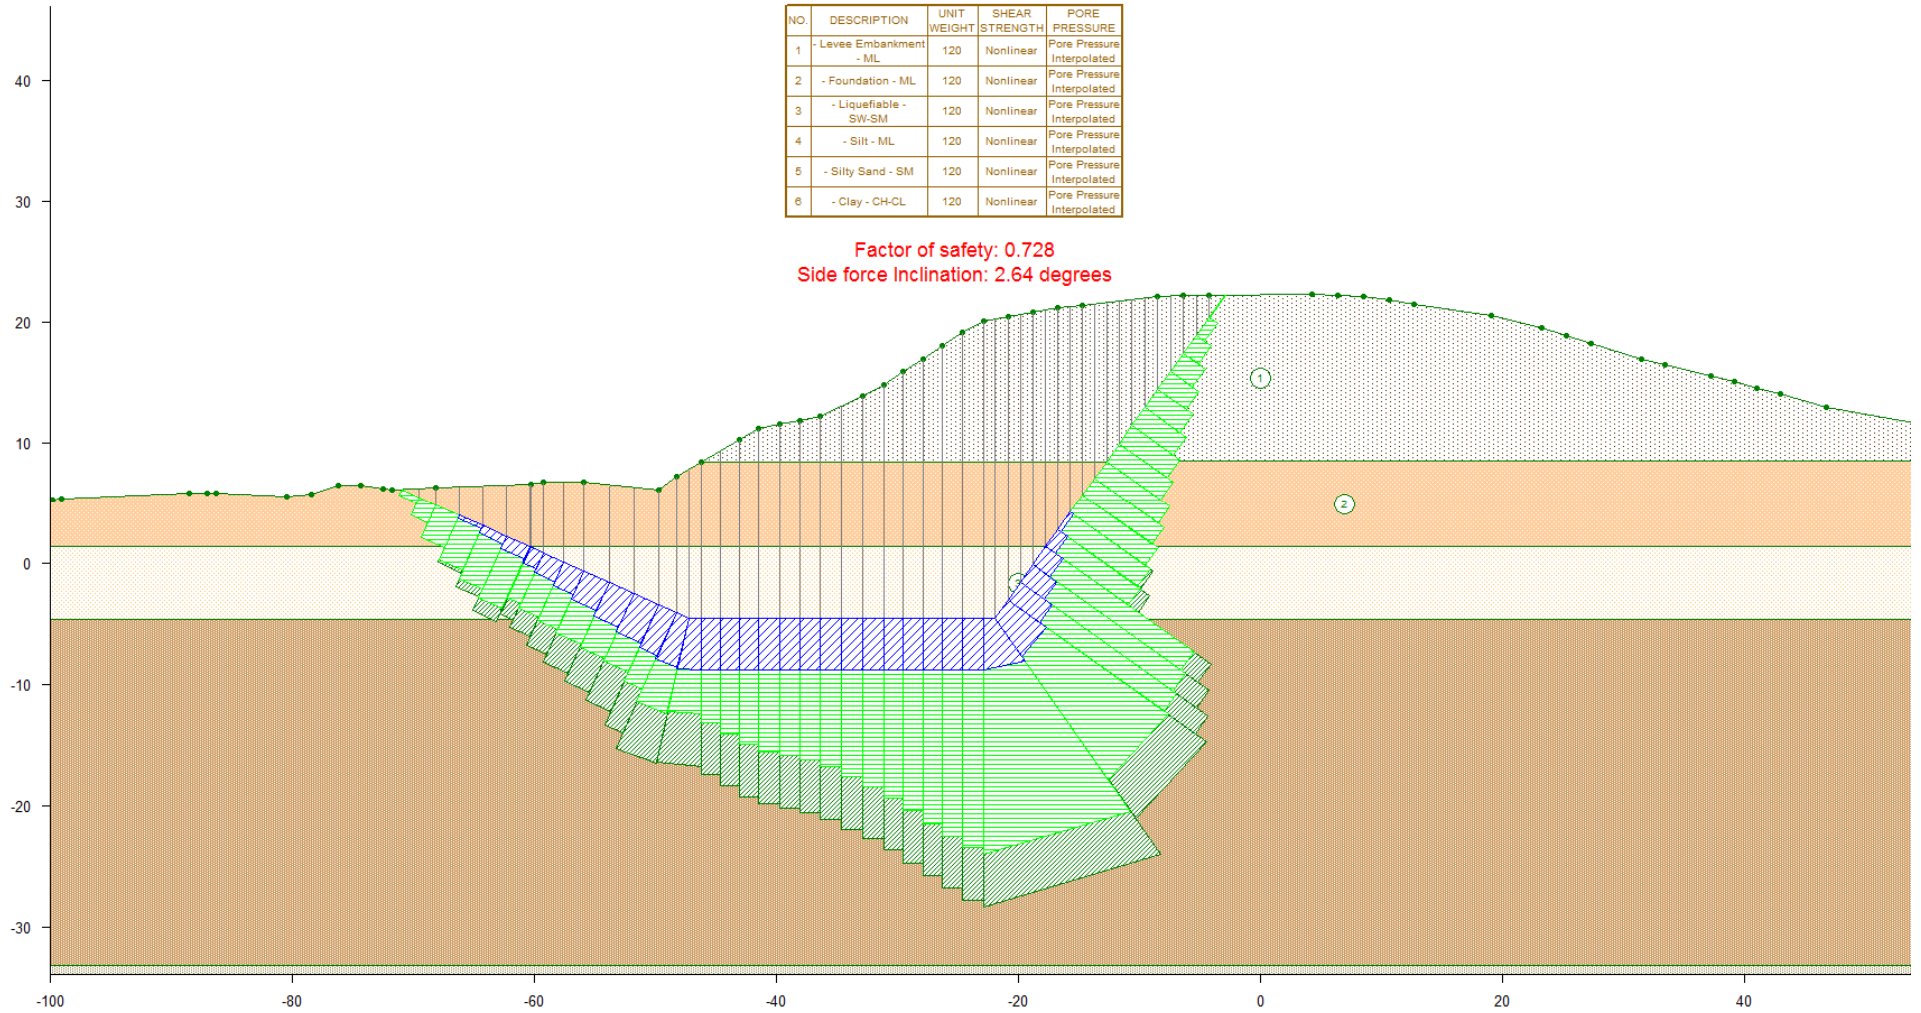 NO. DESCRIPTION UNIT WEIGHT SHEAR STRENGTH PORE PRESSURE
1 - Levee Embankment - ML 120 Nonlinear Pore Pressure Interpolated
2 - Foundation - ML 120 Nonlinear Pore Pressure Interpolated
3 - Liquefiable - SW-SM 120 Nonlinear Pore Pressure Interpolated
4 - Silt - ML 120 Nonlinear Pore Pressure Interpolated
5 - Silty Sand - SM 120 Nonlinear Pore Pressure Interpolated
6 - Clay - CH-CL 120 Nonlinear Pore Pressure Interpolated
Factor of safety: 0.728
Side force Inclination: 2.64 degrees
40
30
20
10
0
-10
-20
-30
1
2
3
-100 -80 -60 -40 -20 0 20 40